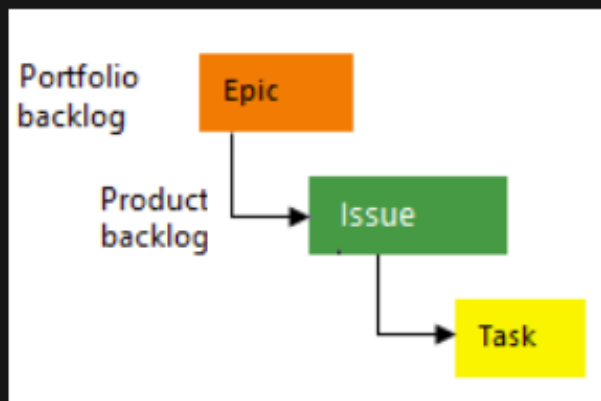 Portfolio
backlog
Epic
Product
backlog
Issue
Task